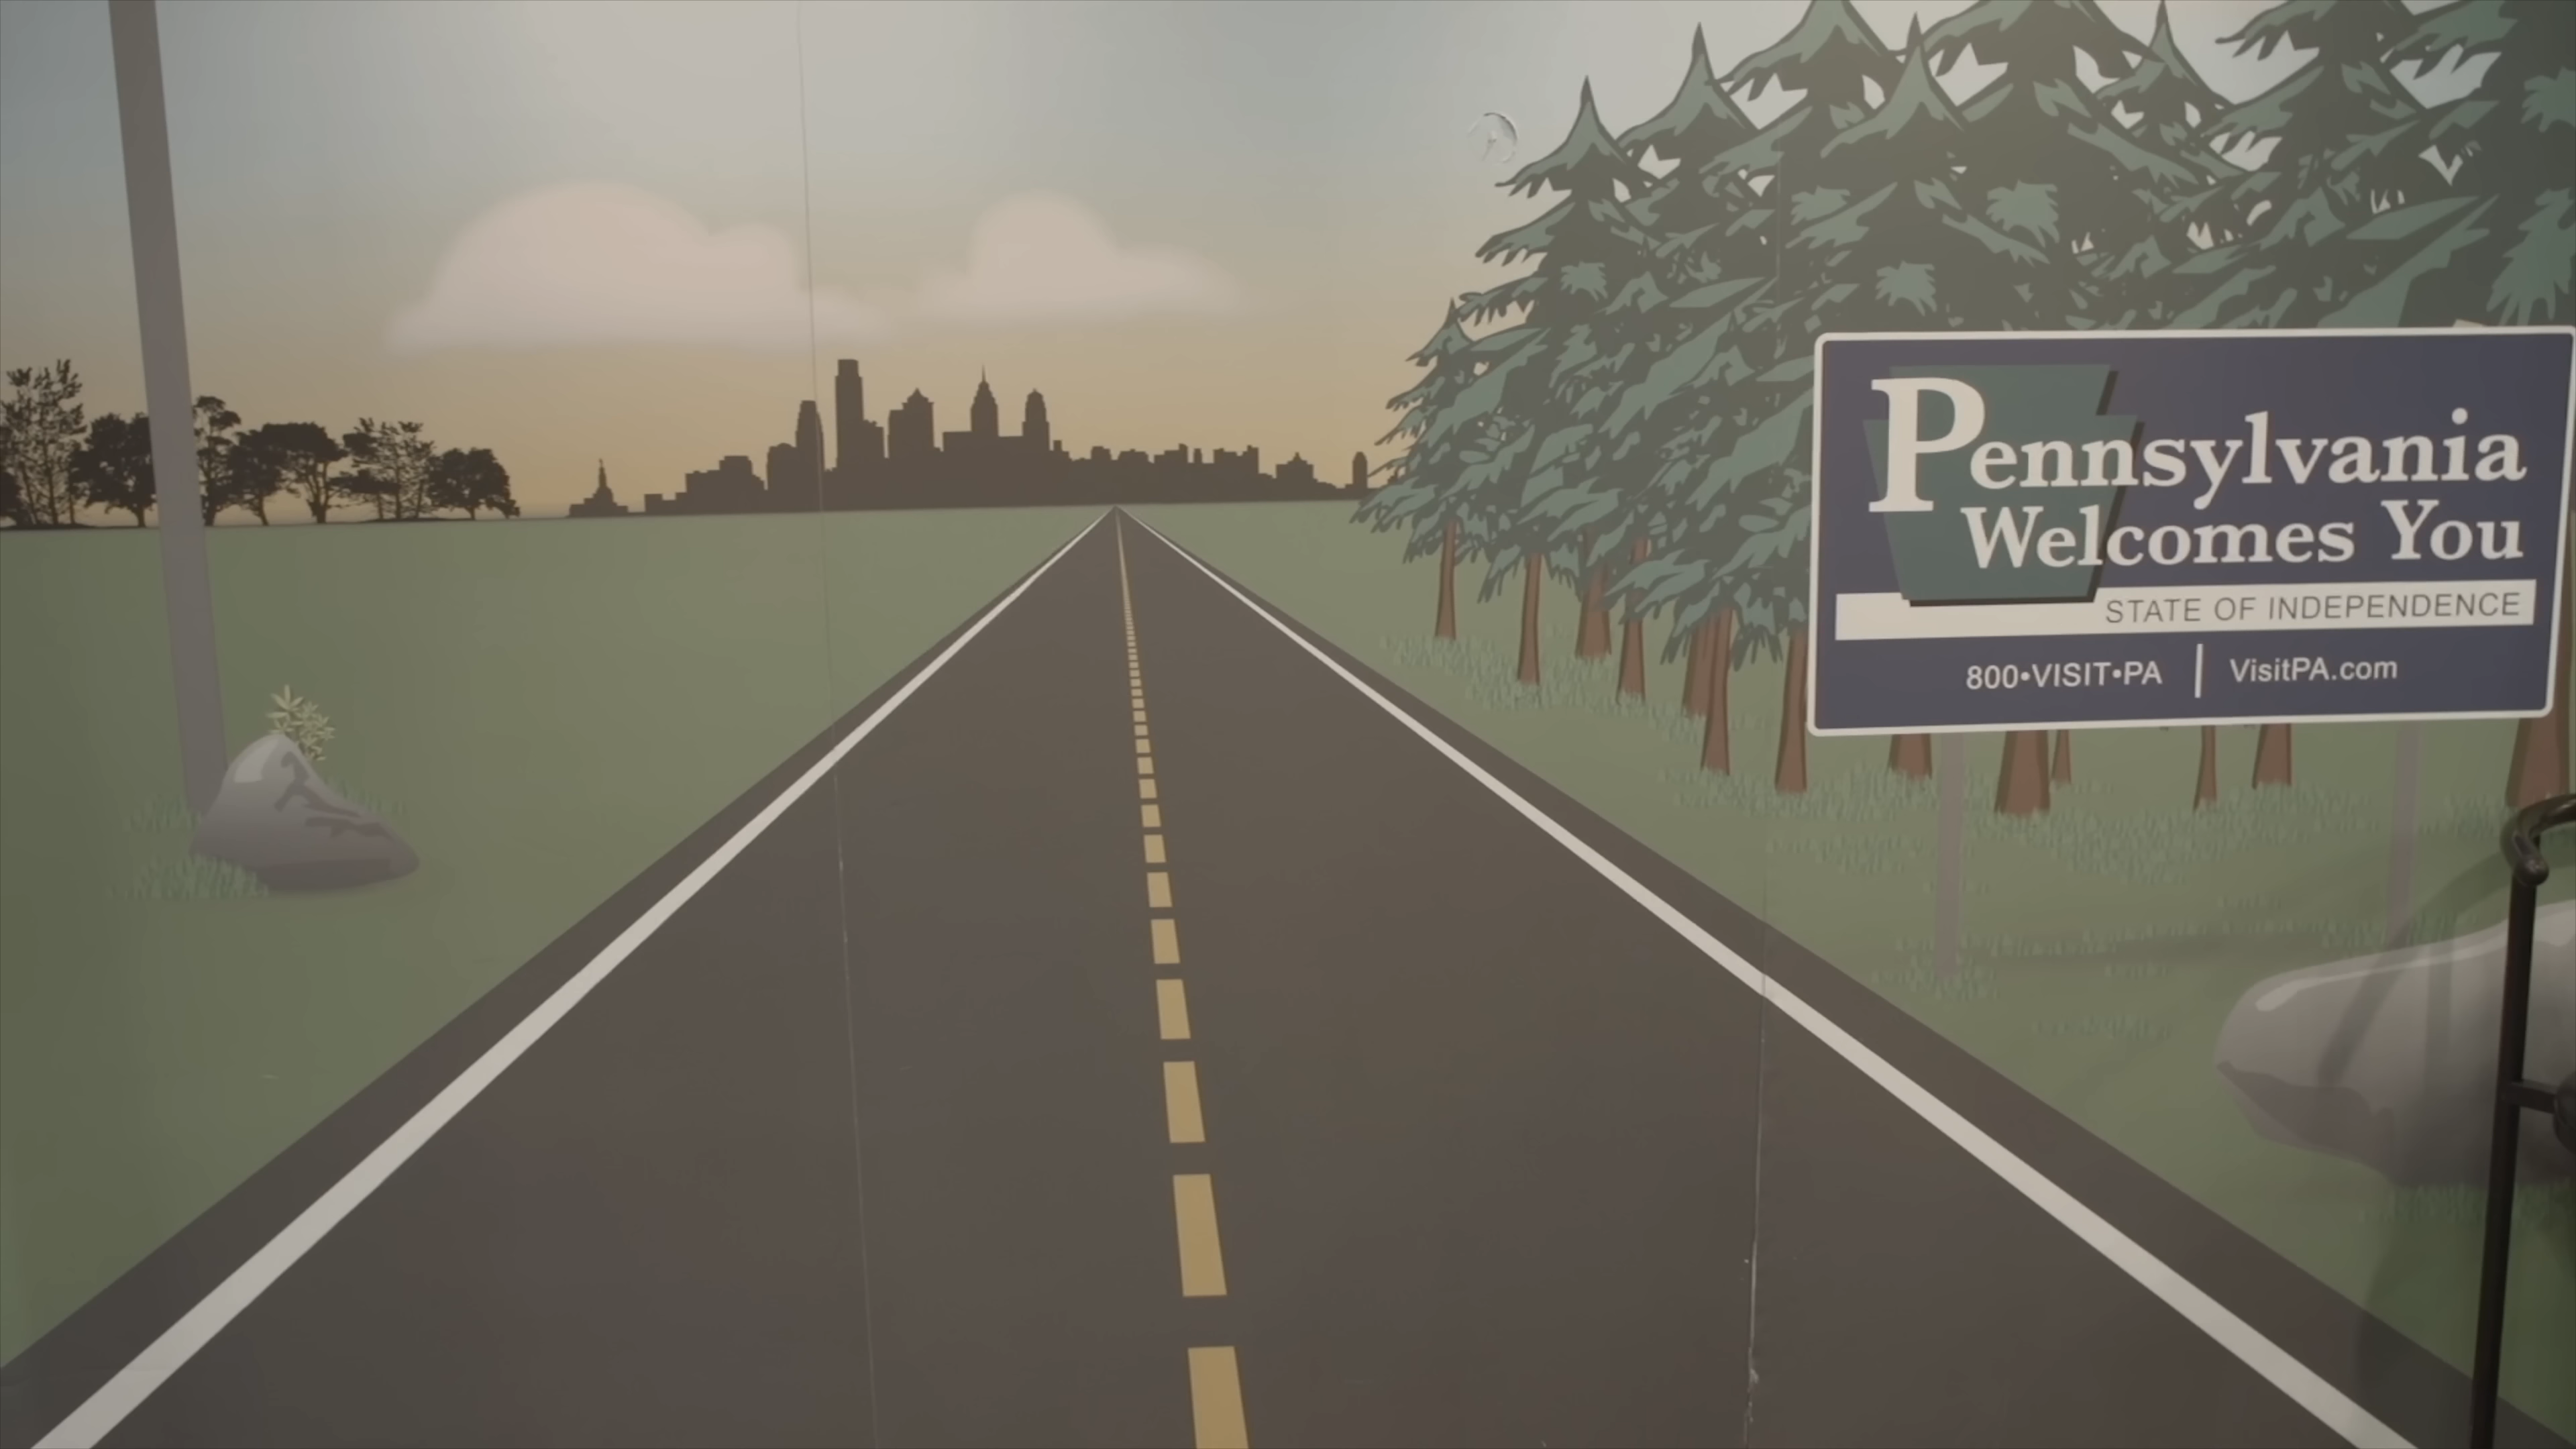 Pennsylvania
Welcomes You
STATE OF INDEPENDENCE
800•VISIT•PA | VisitPA.com